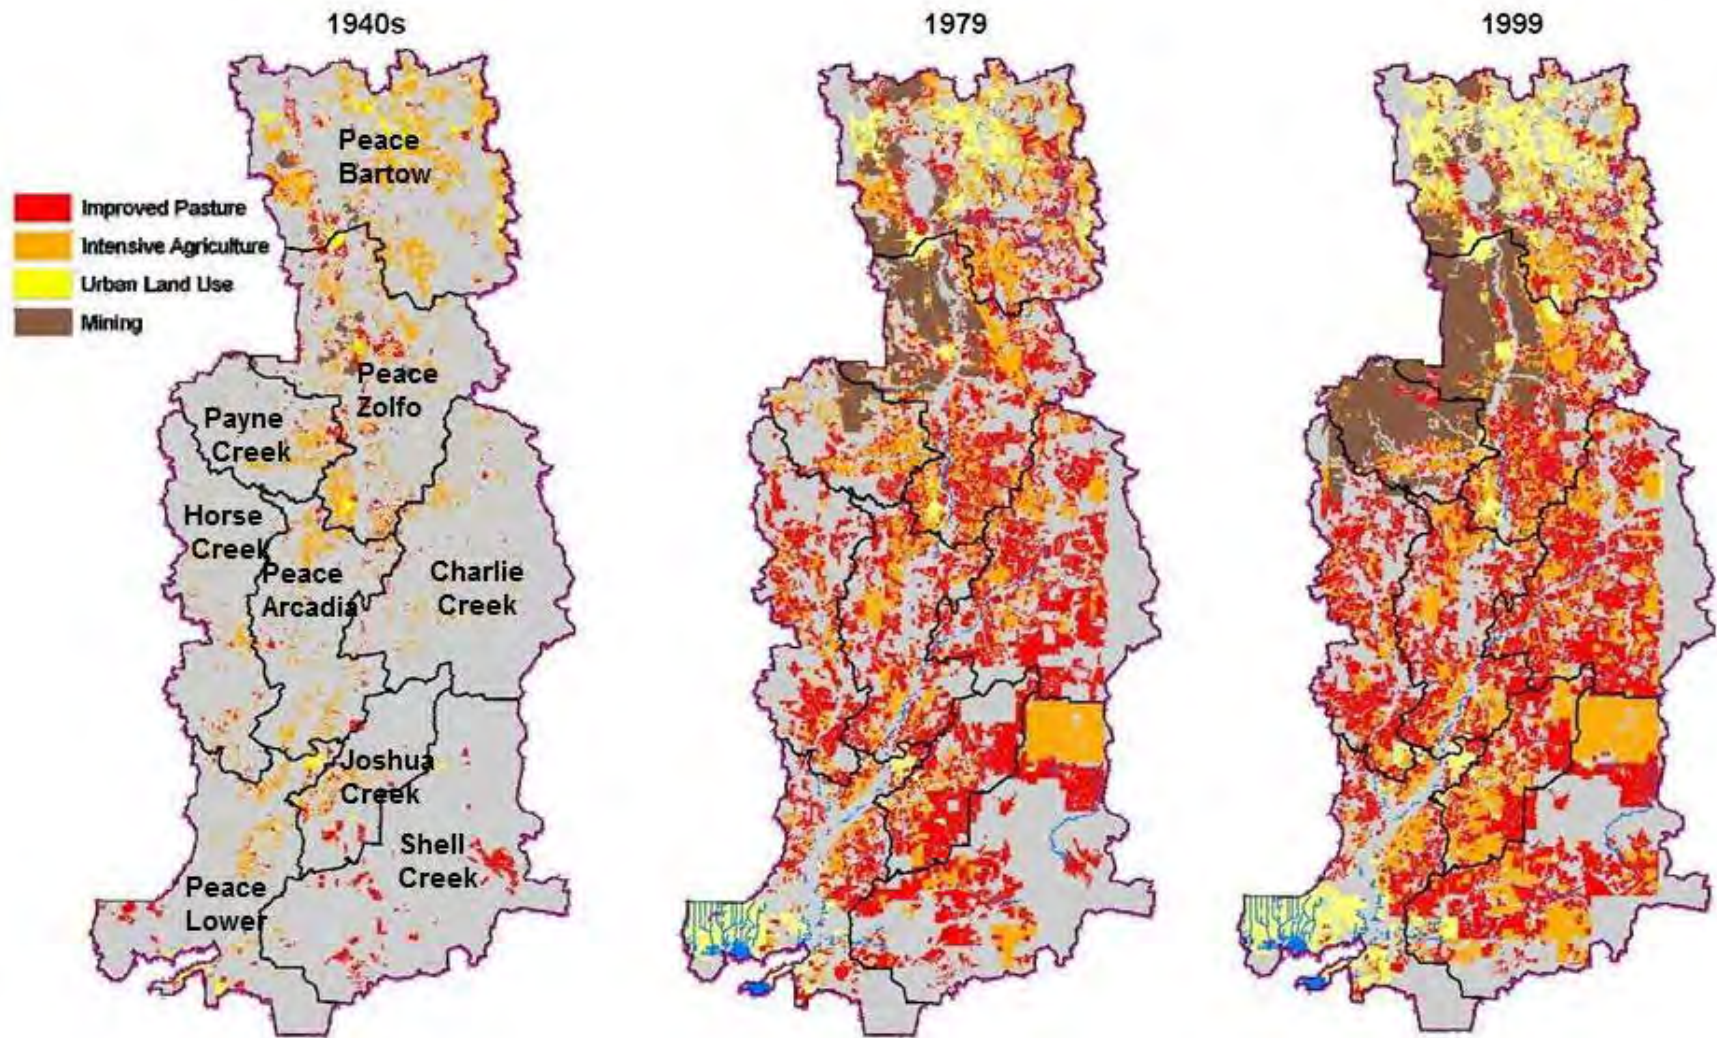 1940s
1979
1999
Improved Pasture
Intensive Agriculture
Urban Land Use
Mining
Peace
Bartow
Peace
Zolfo
Payne
Creek
Horse
Creek
Peace
Arcadia
Charlie
Creek
Joshua
Creek
Shell
Creek
Peace
Lower